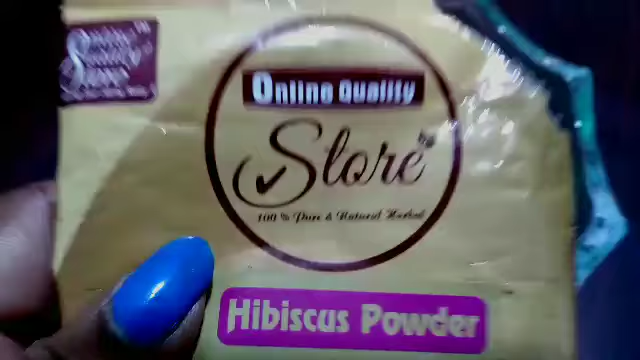 Online Quality
Store
100 % Pure & Natural Herbal
Hibiscus Powder